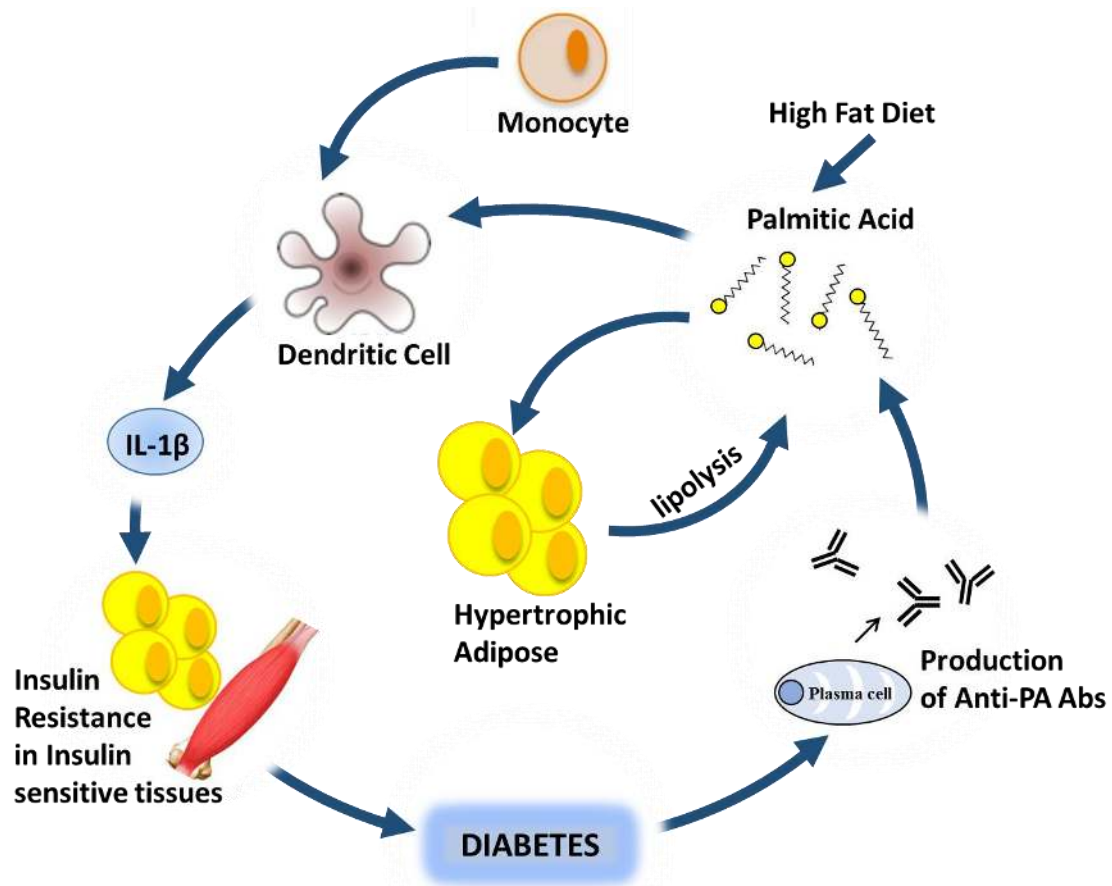 Monocyte
High Fat Diet
Palmitic Acid
Dendritic Cell
IL-1β
lipolysis
Hypertrophic
Adipose
Insulin
Resistance
in Insulin
sensitive tissues
Plasma cell
Production
of Anti-PA Abs
DIABETES